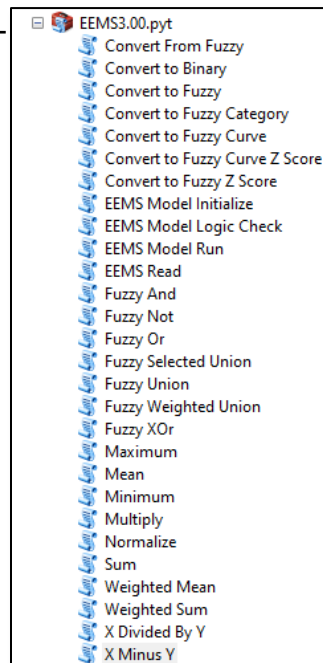 EEMS3.00.pyt
Convert From Fuzzy
Convert to Binary
Convert to Fuzzy
Convert to Fuzzy Category
Convert to Fuzzy Curve
Convert to Fuzzy Curve Z Score
Convert to Fuzzy Z Score
EEMS Model Initialize
EEMS Model Logic Check
EEMS Model Run
EEMS Read
Fuzzy And
Fuzzy Not
Fuzzy Or
Fuzzy Selected Union
Fuzzy Union
Fuzzy Weighted Union
Fuzzy XOr
Maximum
Mean
Minimum
Multiply
Normalize
Sum
Weighted Mean
Weighted Sum
X Divided By Y
X Minus Y